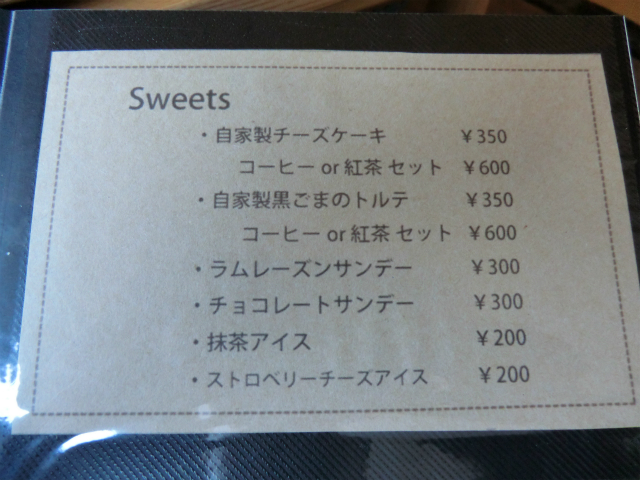 Sweets
・自家製チーズケーキ ￥350
コーヒー or 紅茶 セット ￥600
・自家製黒ごまのトルテ ￥350
コーヒー or 紅茶 セット ￥600
・ラムレーズンサンデー ￥300
・チョコレートサンデー ￥300
・抹茶アイス ￥200
・ストロベリーチーズアイス ￥200